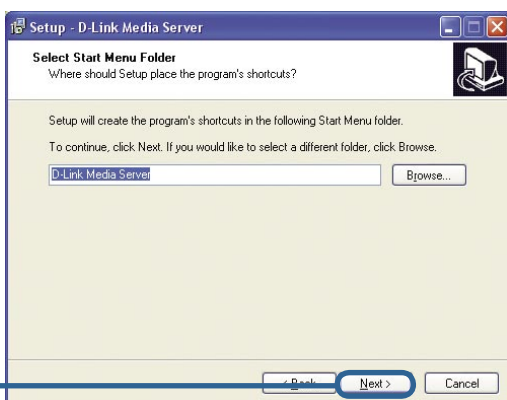 Setup - D-Link Media Server
Select Start Menu Folder
Where should Setup place the program's shortcuts?
Setup will create the program's shortcuts in the following Start Menu folder.
To continue, click Next. If you would like to select a different folder, click Browse.
D-Link Media Server
Browse...
< Back
Next >
Cancel